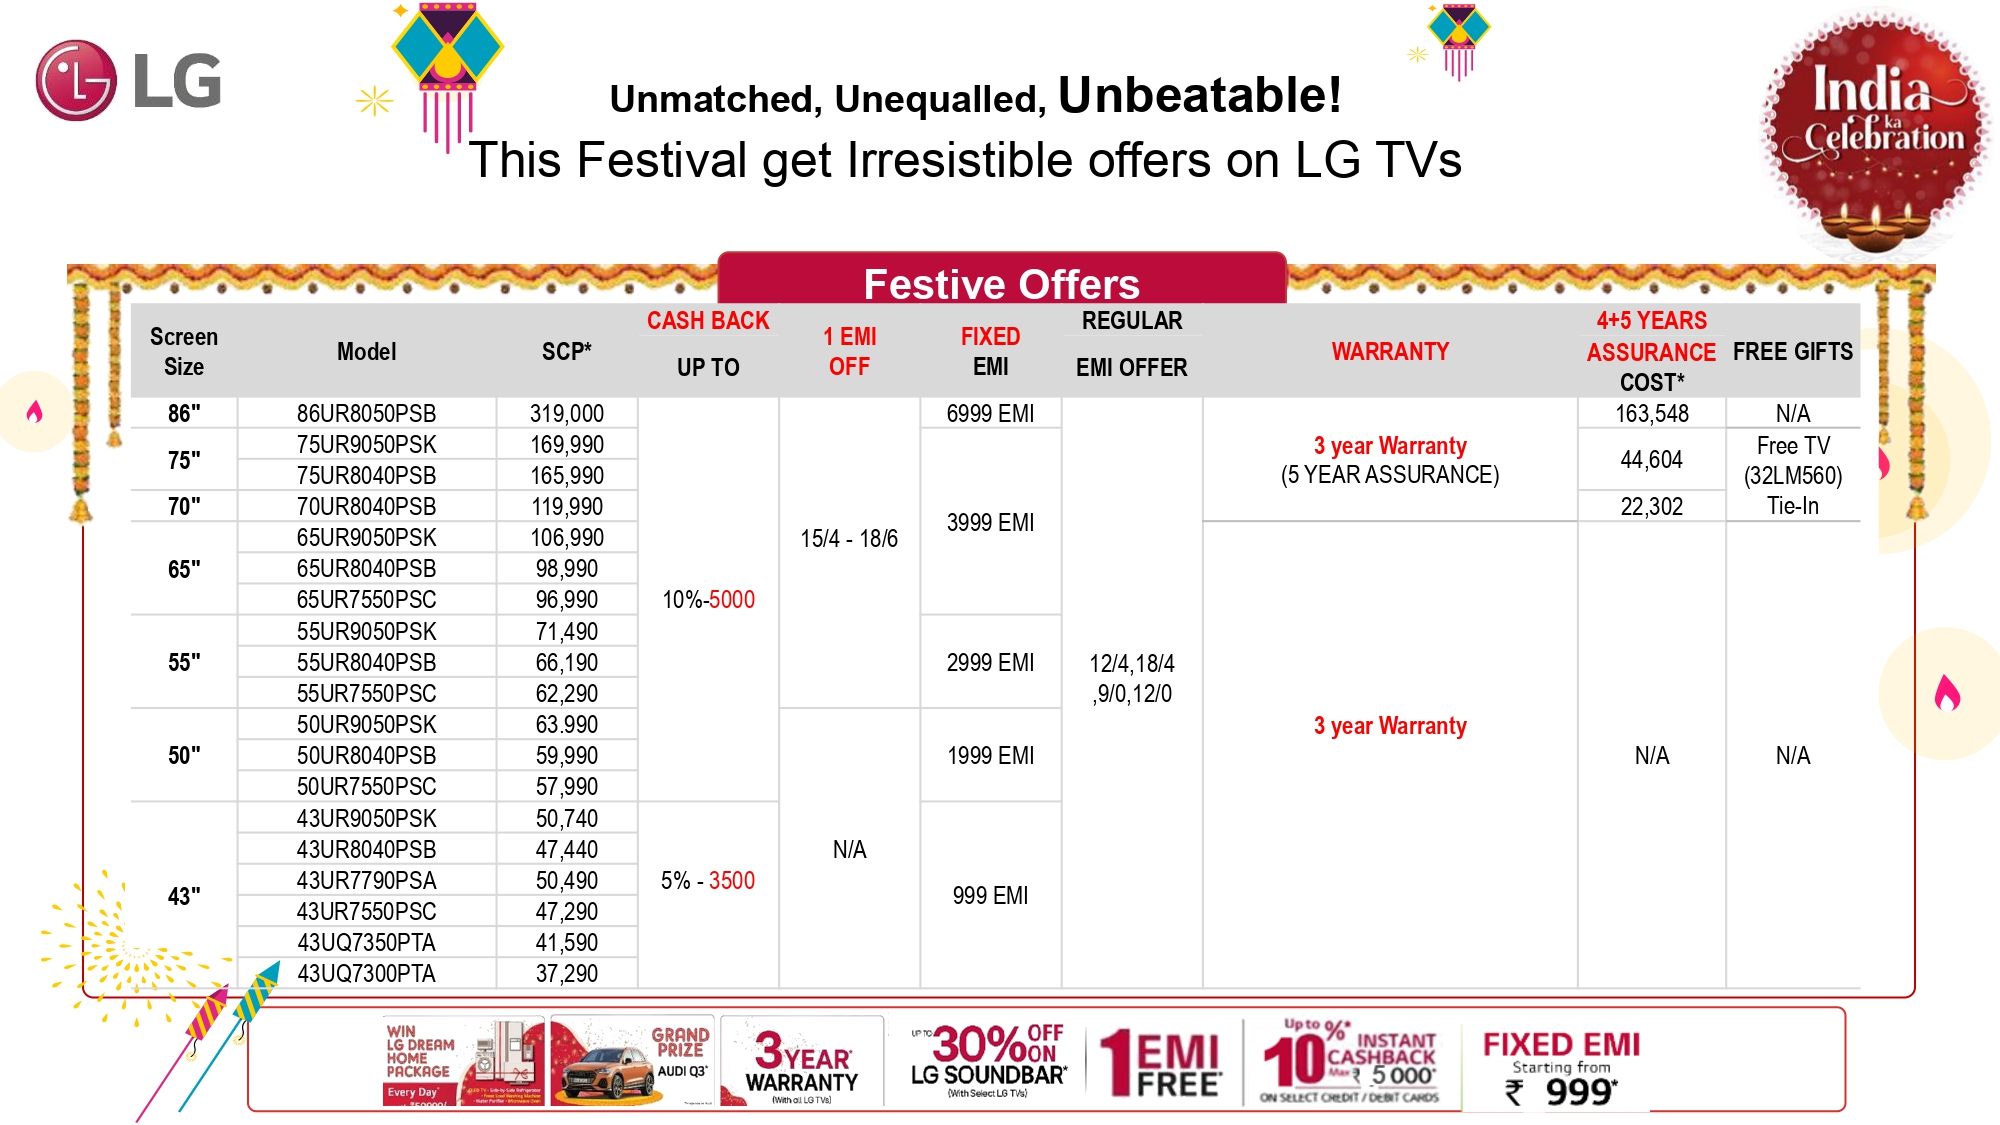 LG
Unmatched, Unequalled, Unbeatable!
This Festival get Irresistible offers on LG TVs
India
ka
Celebration
Festive Offers
Screen Size | Model | SCP* | CASH BACK UP TO | 1 EMI OFF | FIXED EMI | REGULAR EMI OFFER | WARRANTY | 4+5 YEARS ASSURANCE COST* | FREE GIFTS
86" | 86UR8050PSB | 319,000 | 10%-5000 | 15/4 - 18/6 | 6999 EMI | 12/4,18/4 ,9/0,12/0 | 3 year Warranty (5 YEAR ASSURANCE) | 163,548 | N/A
75" | 75UR9050PSK | 169,990 | 3999 EMI | 44,604 | Free TV (32LM560) Tie-In
75UR8040PSB | 165,990
70" | 70UR8040PSB | 119,990 | 22,302
65" | 65UR9050PSK | 106,990 | 3 year Warranty | N/A | N/A
65UR8040PSB | 98,990
65UR7550PSC | 96,990
55" | 55UR9050PSK | 71,490 | 2999 EMI
55UR8040PSB | 66,190
55UR7550PSC | 62,290
50" | 50UR9050PSK | 63.990 | N/A | 1999 EMI
50UR8040PSB | 59,990
50UR7550PSC | 57,990
43" | 43UR9050PSK | 50,740 | 5% - 3500 | 999 EMI
43UR8040PSB | 47,440
43UR7790PSA | 50,490
43UR7550PSC | 47,290
43UQ7350PTA | 41,590
43UQ7300PTA | 37,290
WIN
LG DREAM
HOME
PACKAGE
Every Day*
GRAND
PRIZE
AUDI Q3*
3 YEAR*
WARRANTY
(With all LG TVs)
UP TO 30% OFF ON
LG SOUNDBAR*
(With Select LG TVs)
1 EMI
FREE*
Up to 10%* INSTANT
CASHBACK
Max ₹ 5 000*
ON SELECT CREDIT / DEBIT CARDS
FIXED EMI
Starting from
₹ 999*